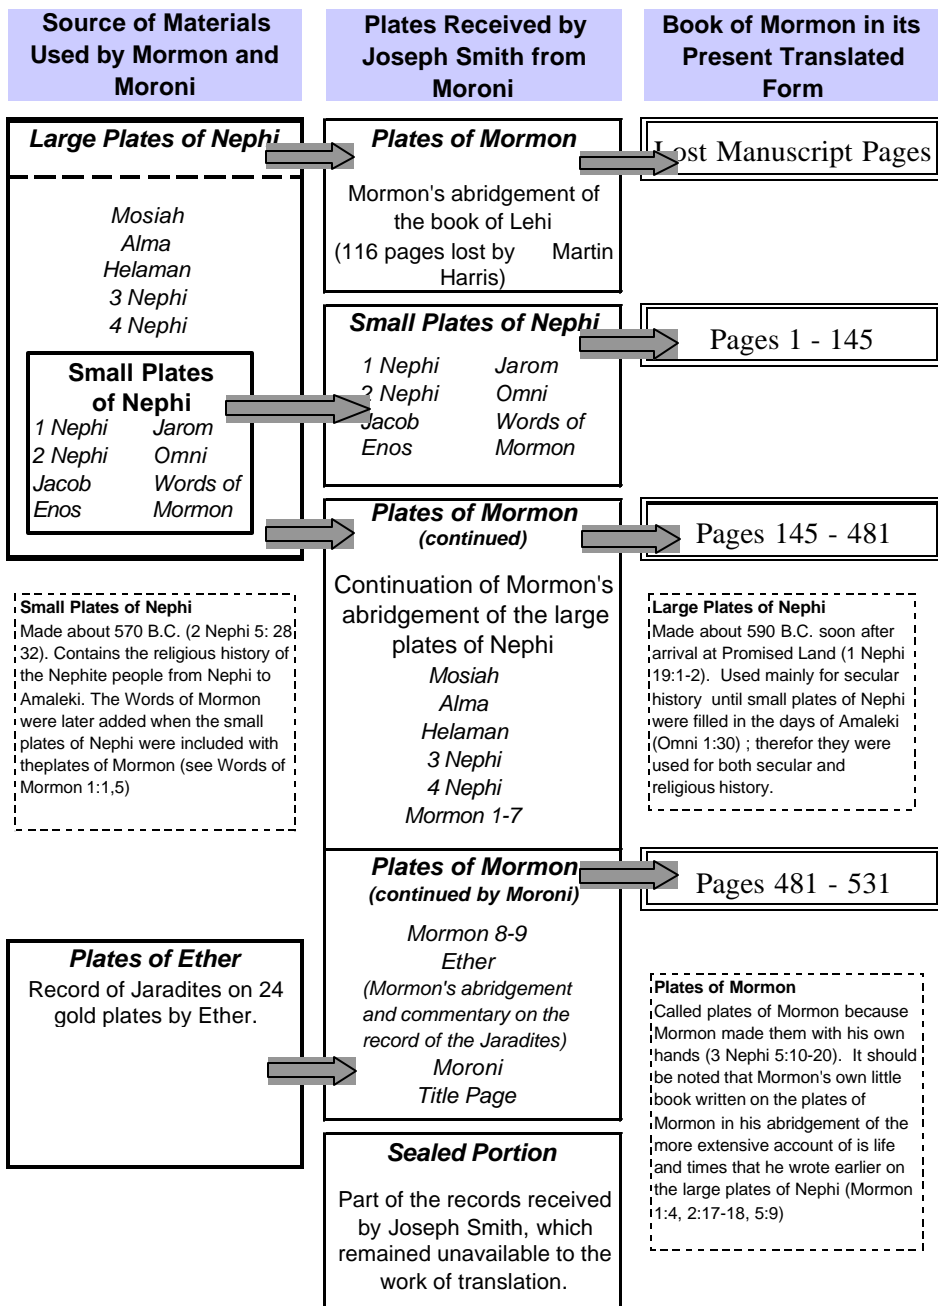 Source of Materials
Used by Mormon and
Moroni
Plates Received by
Joseph Smith from
Moroni
Book of Mormon in its
Present Translated
Form
Large Plates of Nephi
Mosiah
Alma
Helaman
3 Nephi
4 Nephi
Small Plates
of Nephi
1 Nephi Jarom
2 Nephi Omni
Jacob Words of
Enos Mormon
Plates of Mormon
Mormon's abridgement of
the book of Lehi
(116 pages lost by Martin
Harris)
Lost Manuscript Pages
Small Plates of Nephi
1 Nephi Jarom
2 Nephi Omni
Jacob Words of
Enos Mormon
Pages 1 - 145
Plates of Mormon
(continued)
Continuation of Mormon's
abridgement of the large
plates of Nephi
Mosiah
Alma
Helaman
3 Nephi
4 Nephi
Mormon 1-7
Pages 145 - 481
Small Plates of Nephi
Made about 570 B.C. (2 Nephi 5: 28
32). Contains the religious history of
the Nephite people from Nephi to
Amaleki. The Words of Mormon
were later added when the small
plates of Nephi were included with
theplates of Mormon (see Words of
Mormon 1:1,5)
Large Plates of Nephi
Made about 590 B.C. soon after
arrival at Promised Land (1 Nephi
19:1-2). Used mainly for secular
history until small plates of Nephi
were filled in the days of Amaleki
(Omni 1:30) ; therefor they were
used for both secular and
religious history.
Plates of Mormon
(continued by Moroni)
Mormon 8-9
Ether
(Mormon's abridgement
and commentary on the
record of the Jaradites)
Moroni
Title Page
Pages 481 - 531
Plates of Ether
Record of Jaradites on 24
gold plates by Ether.
Plates of Mormon
Called plates of Mormon because
Mormon made them with his own
hands (3 Nephi 5:10-20). It should
be noted that Mormon's own little
book written on the plates of
Mormon in his abridgement of the
more extensive account of is life
and times that he wrote earlier on
the large plates of Nephi (Mormon
1:4, 2:17-18, 5:9)
Sealed Portion
Part of the records received
by Joseph Smith, which
remained unavailable to the
work of translation.